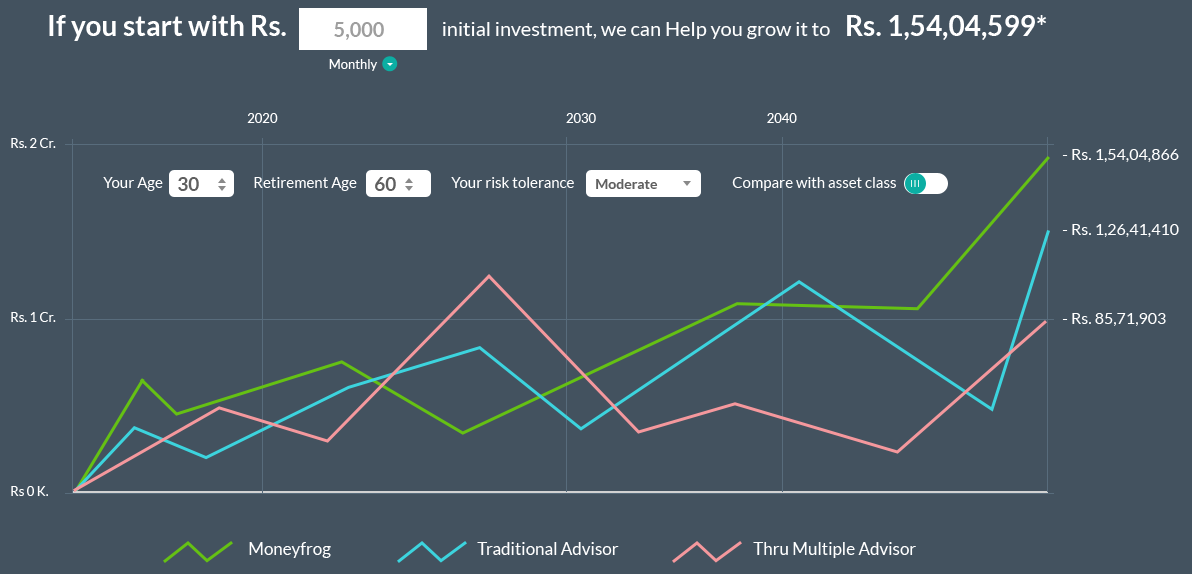 If you start with Rs. 5,000 initial investment, we can Help you grow it to Rs. 1,54,04,599*
Monthly
2020 2030 2040
Rs. 2 Cr.
- Rs. 1,54,04,866
Your Age 30 Retirement Age 60 Your risk tolerance Moderate Compare with asset class
- Rs. 1,26,41,410
Rs. 1 Cr.
- Rs. 85,71,903
Rs 0 K.
Moneyfrog Traditional Advisor Thru Multiple Advisor